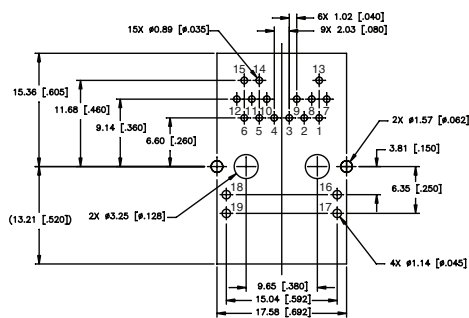 6X 1.02 [.040]
15X ø0.89 [ø.035]
9X 2.03 [.080]
15 14 13
15.36 [.605]
11.68 [.460]
12 11 10 9 8 7
9.14 [.360]
6 5 4 3 2 1
2X ø1.57 [ø.062]
6.60 [.260]
3.81 [.150]
18 16
6.35 [.250]
(13.21 [.520])
2X ø3.25 [ø.128]
19 17
4X ø1.14 [ø.045]
9.65 [.380]
15.04 [.592]
17.58 [.692]